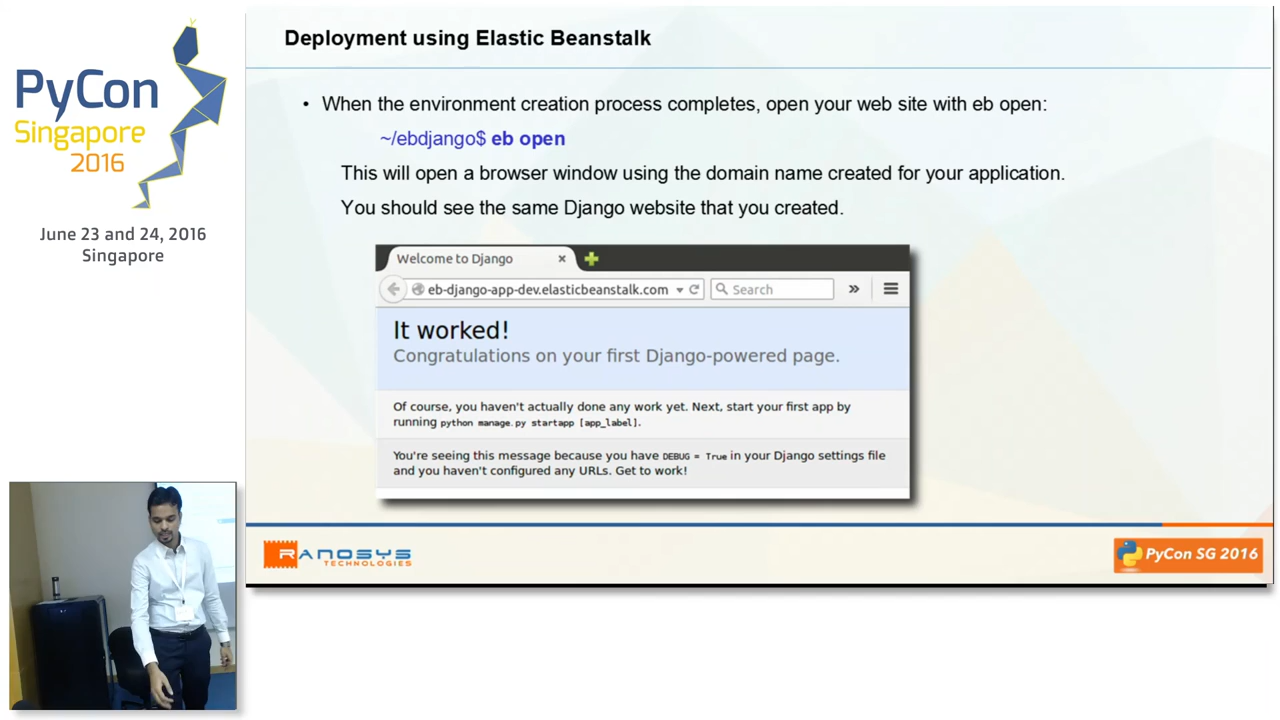 PyCon
Singapore
2016
June 23 and 24, 2016
Singapore
Deployment using Elastic Beanstalk
• When the environment creation process completes, open your web site with eb open:
~/ebdjango$ eb open
This will open a browser window using the domain name created for your application.
You should see the same Django website that you created.
Welcome to Django
eb-django-app-dev.elasticbeanstalk.com
Search
It worked!
Congratulations on your first Django-powered page.
Of course, you haven't actually done any work yet. Next, start your first app by
running python manage.py startapp [app_label].
You're seeing this message because you have DEBUG = True in your Django settings file
and you haven't configured any URLs. Get to work!
RANOSYS
TECHNOLOGIES
PyCon SG 2016